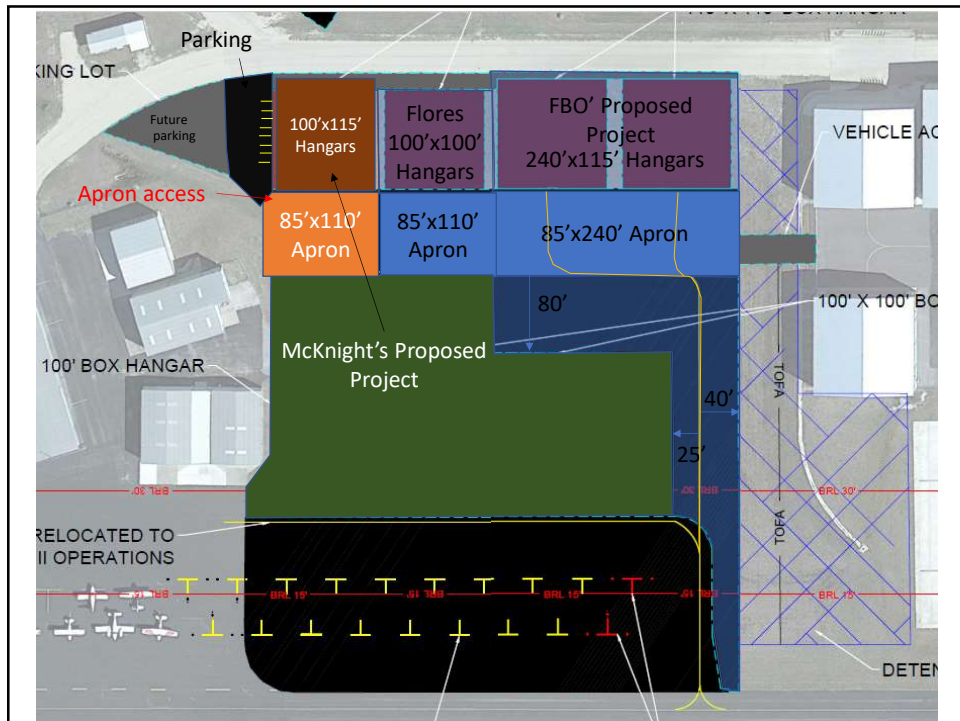 Parking
KING LOT
Future
parking
100'x115'
Hangars
Flores
100'x100'
Hangars
FBO' Proposed
Project
240'x115' Hangars
VEHICLE AC
Apron access
85'x110'
Apron
85'x110'
Apron
85'x240' Apron
80'
100' X 100' BO
McKnight's Proposed
Project
100' BOX HANGAR
TOFA
40'
25'
BRL 30'
BRL 30'
BRL 30'
TOFA
RELOCATED TO
II OPERATIONS
BRL 15'
BRL 15'
BRL 15'
BRL 15'
BRL 15'
DETEN